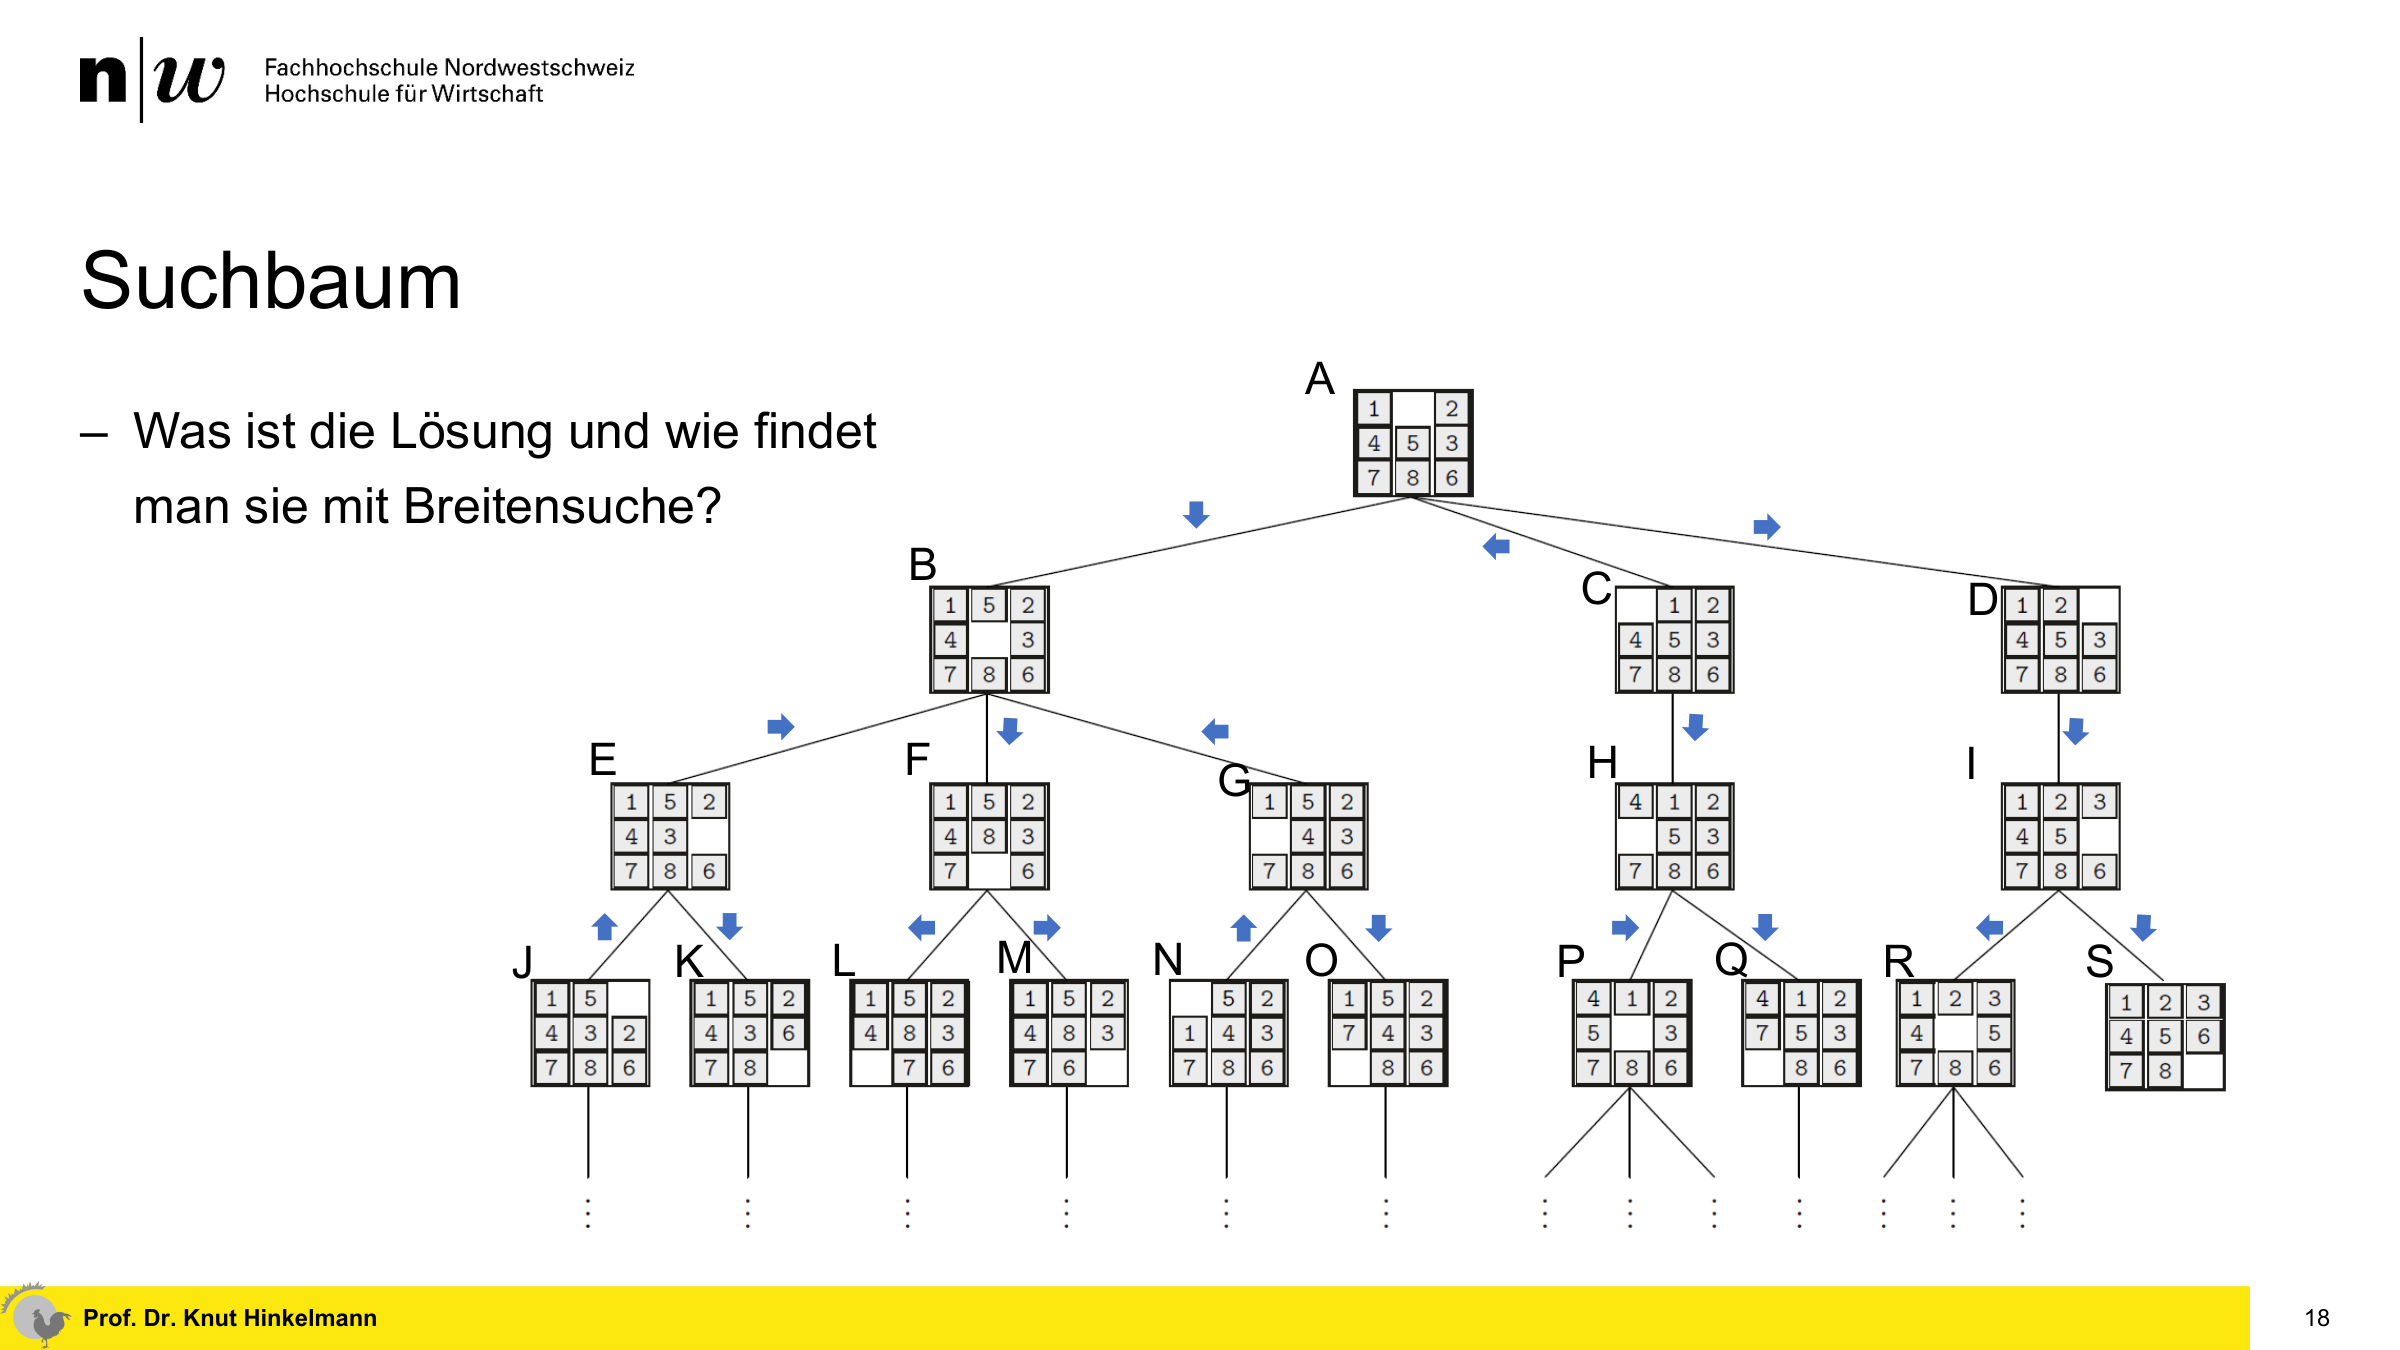 Fachhochschule Nordwestschweiz
Hochschule für Wirtschaft
Suchbaum
– Was ist die Lösung und wie findet
man sie mit Breitensuche?
A
1 2
4 5 3
7 8 6
B C D
1 5 2 1 2 1 2
4 3 4 5 3 4 5 3
7 8 6 7 8 6 7 8 6
E F G H I
1 5 2 1 5 2 1 5 2 4 1 2 1 2 3
4 3 4 8 3 4 3 5 3 4 5
7 8 6 7 6 7 8 6 7 8 6 7 8 6
J K L M N O P Q R S
1 5 1 5 2 1 5 2 1 5 2 5 2 1 5 2 4 1 2 4 1 2 1 2 3 1 2 3
4 3 2 4 3 6 4 8 3 4 8 3 1 4 3 7 4 3 5 3 7 5 3 4 5 4 5 6
7 8 6 7 8 7 6 7 6 7 8 6 8 6 7 8 6 8 6 7 8 6 7 8
Prof. Dr. Knut Hinkelmann
18